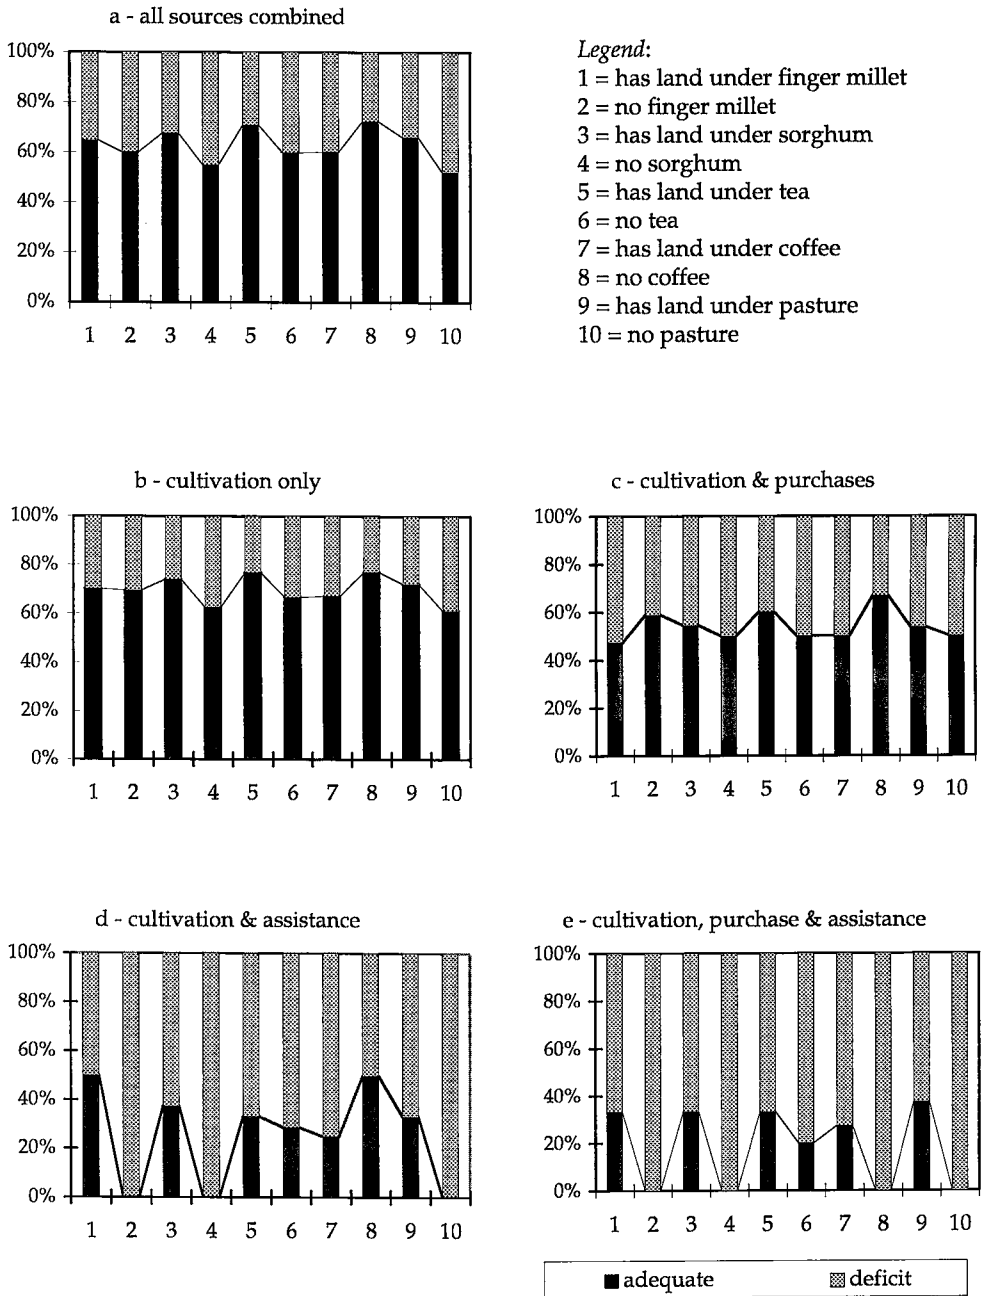 a - all sources combined
100%
80%
60%
40%
20%
0%
1 2 3 4 5 6 7 8 9 10
Legend:
1 = has land under finger millet
2 = no finger millet
3 = has land under sorghum
4 = no sorghum
5 = has land under tea
6 = no tea
7 = has land under coffee
8 = no coffee
9 = has land under pasture
10 = no pasture
b - cultivation only
100%
80%
60%
40%
20%
0%
1 2 3 4 5 6 7 8 9 10
c - cultivation & purchases
100%
80%
60%
40%
20%
0%
1 2 3 4 5 6 7 8 9 10
d - cultivation & assistance
100%
80%
60%
40%
20%
0%
1 2 3 4 5 6 7 8 9 10
e - cultivation, purchase & assistance
100%
80%
60%
40%
20%
0%
1 2 3 4 5 6 7 8 9 10
adequate deficit